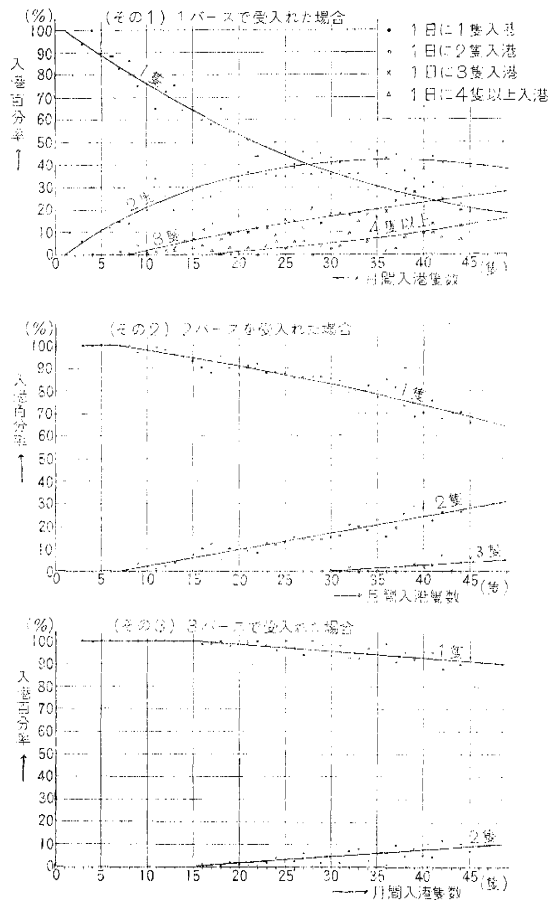 (%) (その1) 1バースで受入れた場合
• 1日に1隻入港
○ 1日に2隻入港
× 1日に3隻入港
△ 1日に4隻以上入港
入港百分率
100
90
80
70
60
50
40
30
20
10
0
1隻
2隻
3隻
4隻以上
0 5 10 15 20 25 30 35 40 45 (隻)
月間入港隻数
(%) (その2) 2バースを受入れた場合
入港百分率
100
90
80
70
60
50
40
30
20
10
0
1隻
2隻
3隻
0 5 10 15 20 25 30 35 40 45 (隻)
月間入港隻数
(%) (その3) 3バースで受入れた場合
入港百分率
100
90
80
70
60
50
40
30
20
10
0
1隻
2隻
0 5 10 15 20 25 30 35 40 45 (隻)
月間入港隻数